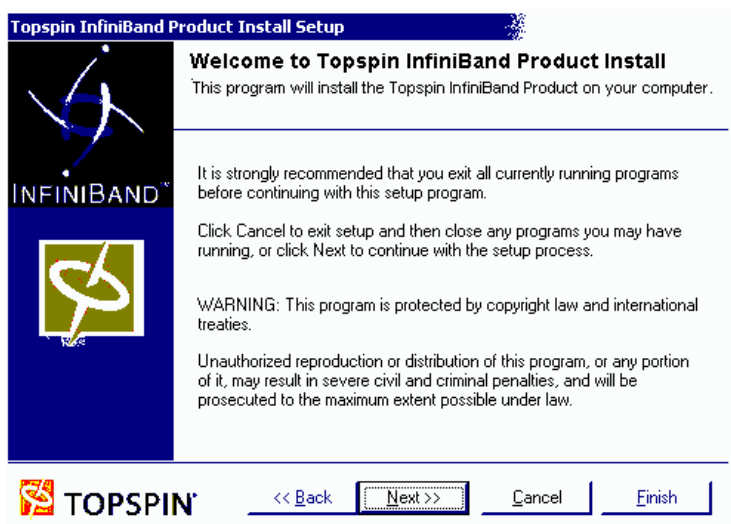 Topspin InfiniBand Product Install Setup
Welcome to Topspin InfiniBand Product Install
This program will install the Topspin InfiniBand Product on your computer.
It is strongly recommended that you exit all currently running programs
before continuing with this setup program.
INFINIBAND™
Click Cancel to exit setup and then close any programs you may have
running, or click Next to continue with the setup process.
WARNING: This program is protected by copyright law and international
treaties.
Unauthorized reproduction or distribution of this program, or any portion
of it, may result in severe civil and criminal penalties, and will be
prosecuted to the maximum extent possible under law.
TOPSPIN
<< Back Next >> Cancel Finish